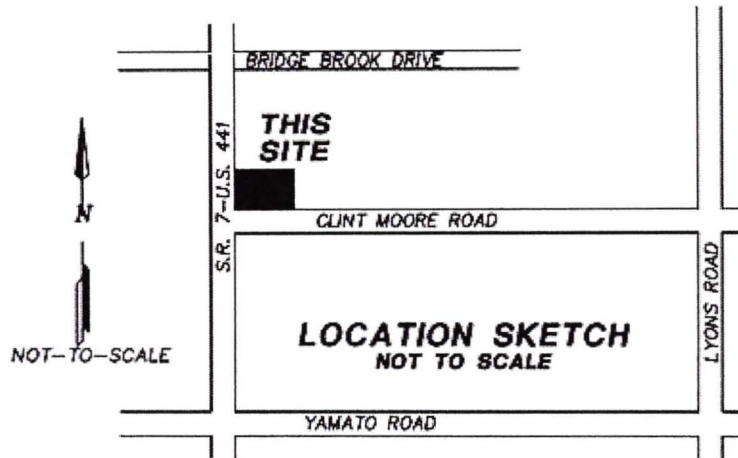 BRIDGE BROOK DRIVE
THIS
SITE
S.R. 7-U.S. 441
N
CLINT MOORE ROAD
LYONS ROAD
LOCATION SKETCH
NOT TO SCALE
NOT-TO-SCALE
YAMATO ROAD